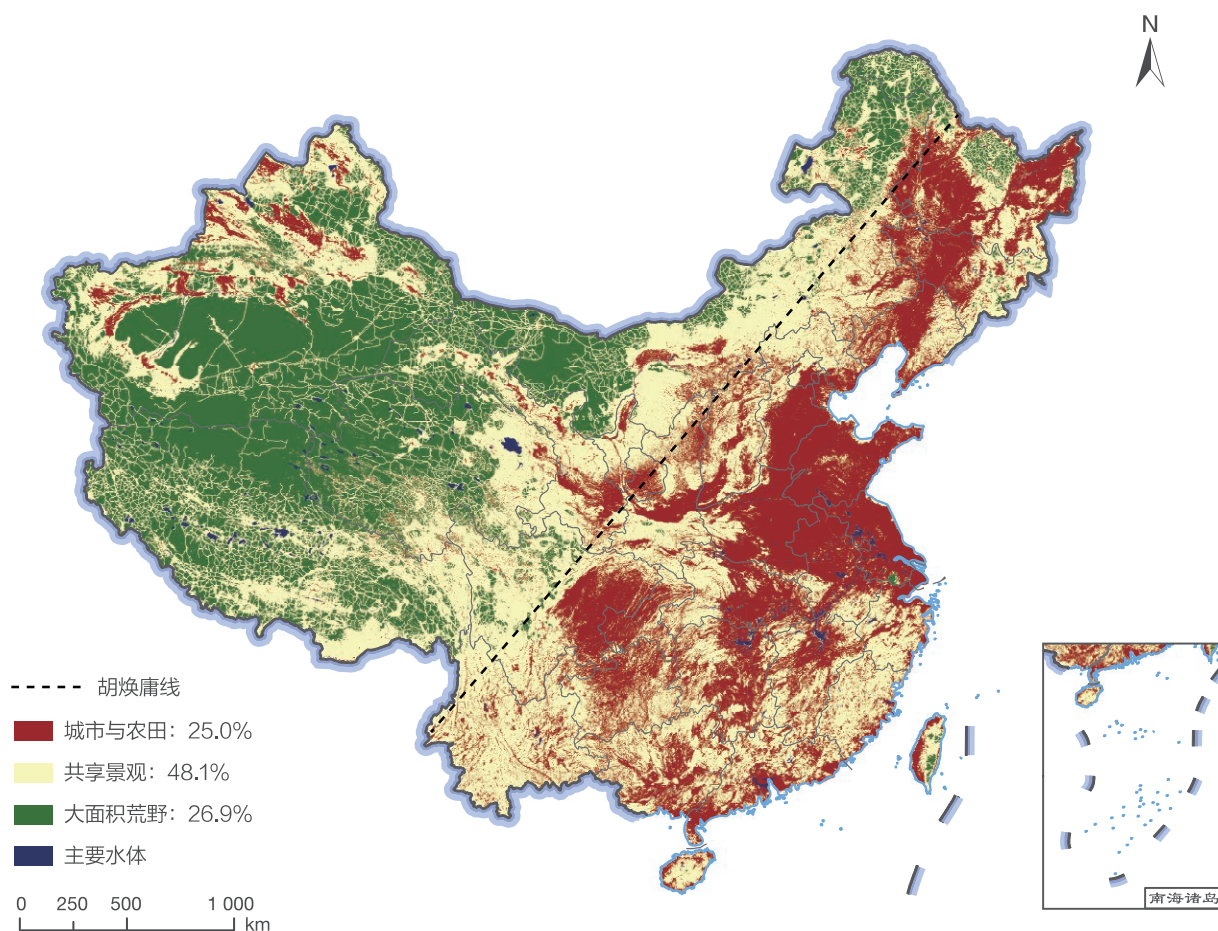 N
胡焕庸线
城市与农田：25.0%
共享景观：48.1%
大面积荒野：26.9%
主要水体
0 250 500 1 000
km
南海诸岛